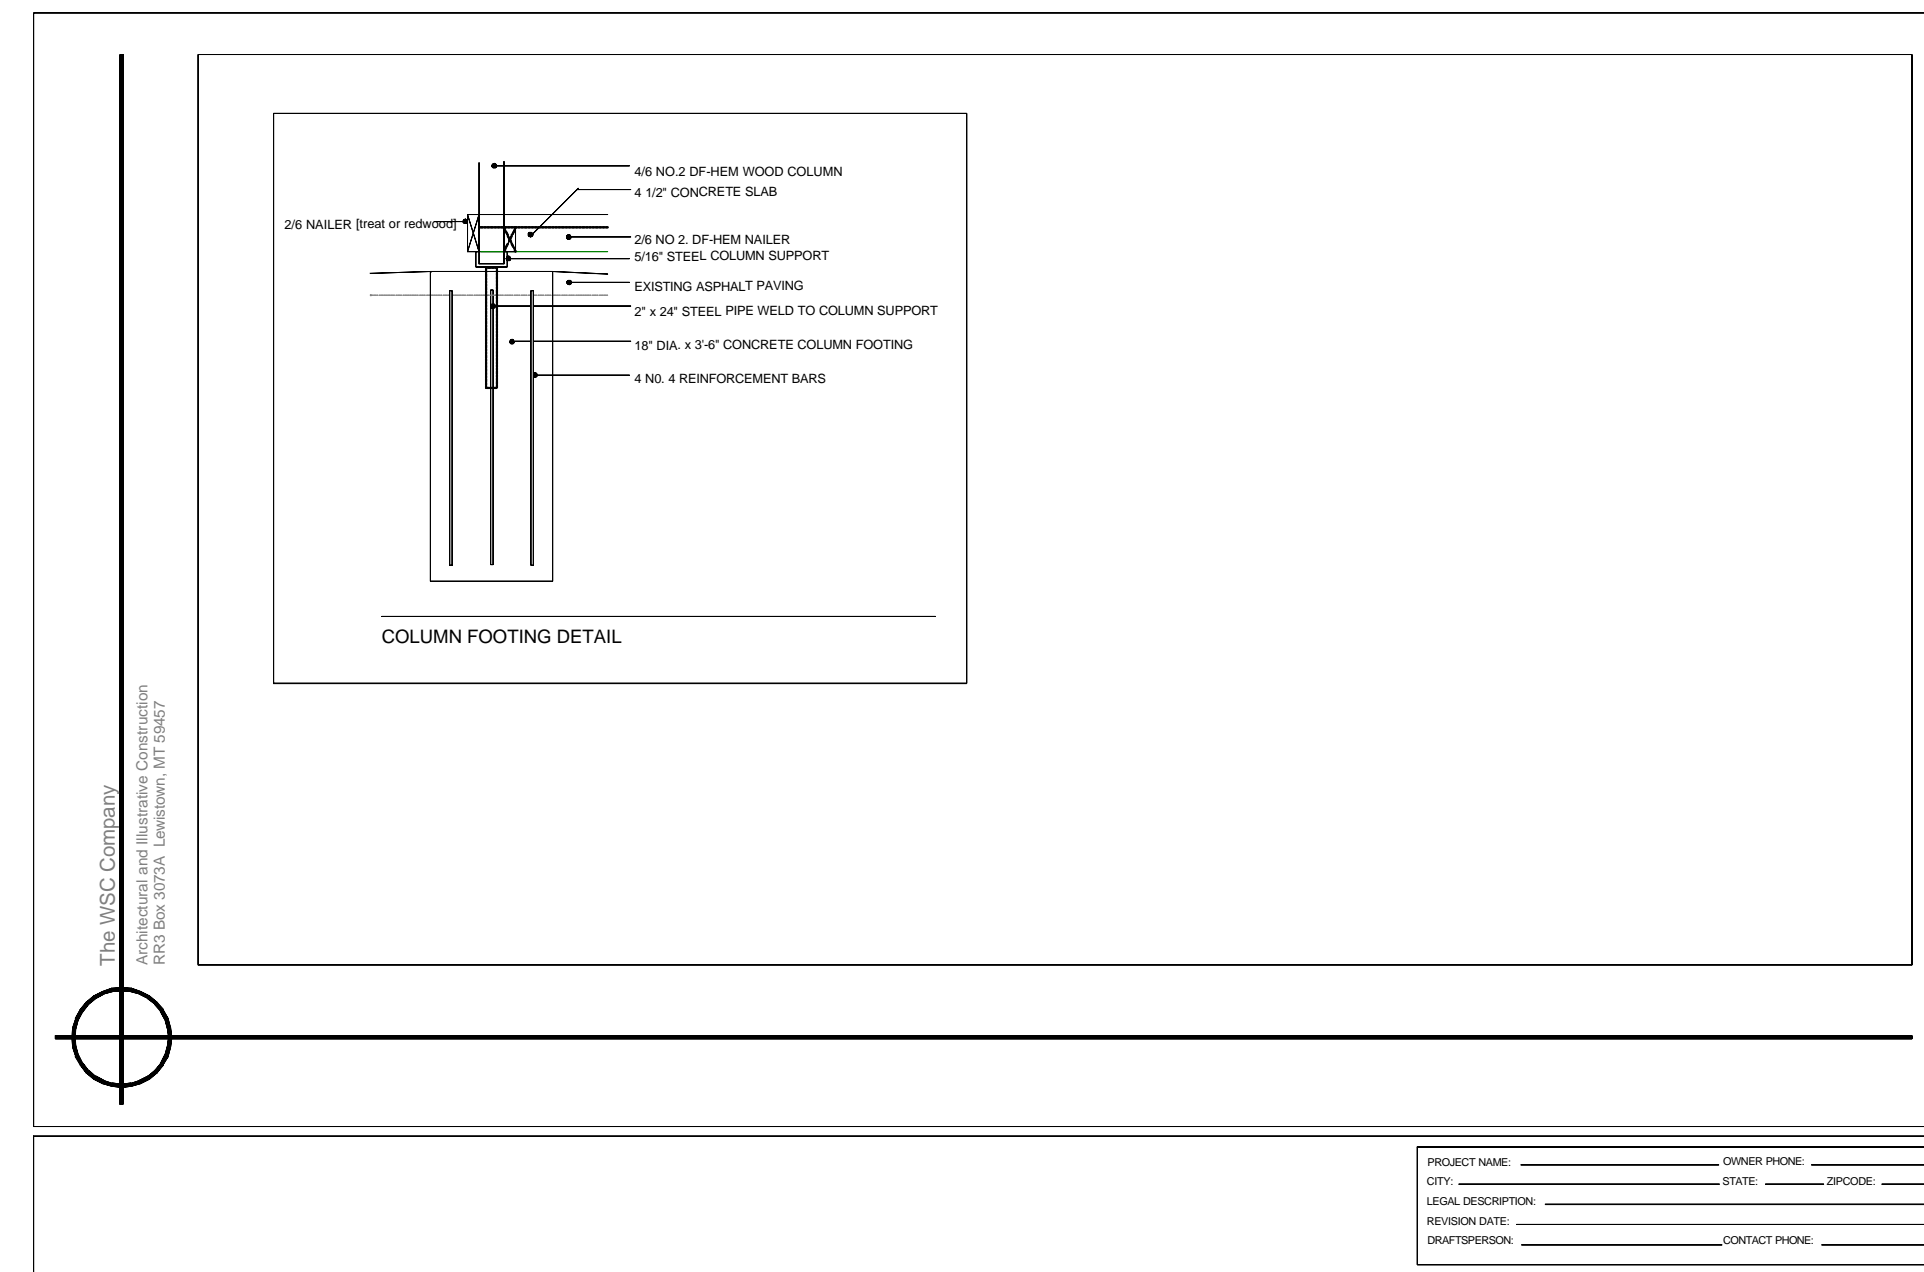 4/6 NO.2 DF-HEM WOOD COLUMN
4 1/2" CONCRETE SLAB
2/6 NAILER [treat or redwood]
2/6 NO 2. DF-HEM NAILER
5/16" STEEL COLUMN SUPPORT
EXISTING ASPHALT PAVING
2" x 24" STEEL PIPE WELD TO COLUMN SUPPORT
18" DIA. x 3'-6" CONCRETE COLUMN FOOTING
4 N0. 4 REINFORCEMENT BARS
COLUMN FOOTING DETAIL
The WSC Company
Architectural and Illustrative Construction
RR3 Box 3073A Lewistown, MT 59457
PROJECT NAME: OWNER PHONE:
CITY: STATE: ZIPCODE:
LEGAL DESCRIPTION:
REVISION DATE:
DRAFTSPERSON: CONTACT PHONE: